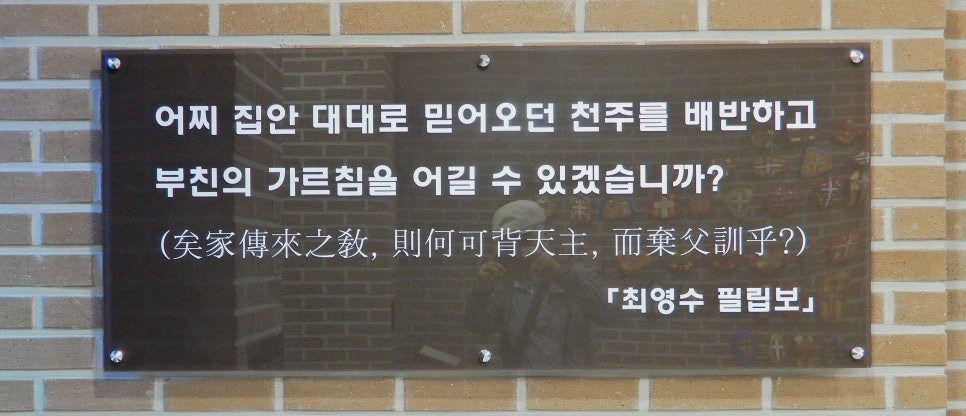 어찌 집안 대대로 믿어오던 천주를 배반하고
부친의 가르침을 어길 수 있겠습니까?
(矣家傳來之敎, 則何可背天主, 而棄父訓乎?)
「최영수 필립보」